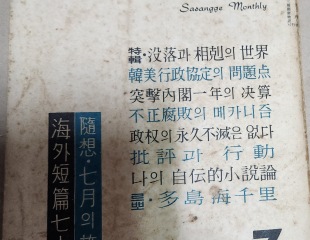 Sasangge Monthly
特輯·没落과 相剋의 世界
韓美行政協定의 問題点
突擊內閣一年의 决算
不正腐敗의 메카니즘
政权의 永久不滅은 없다
批評과 行動
나의 自伝的小說論
多島海千里
隨想·七月의
海外短篇七
7